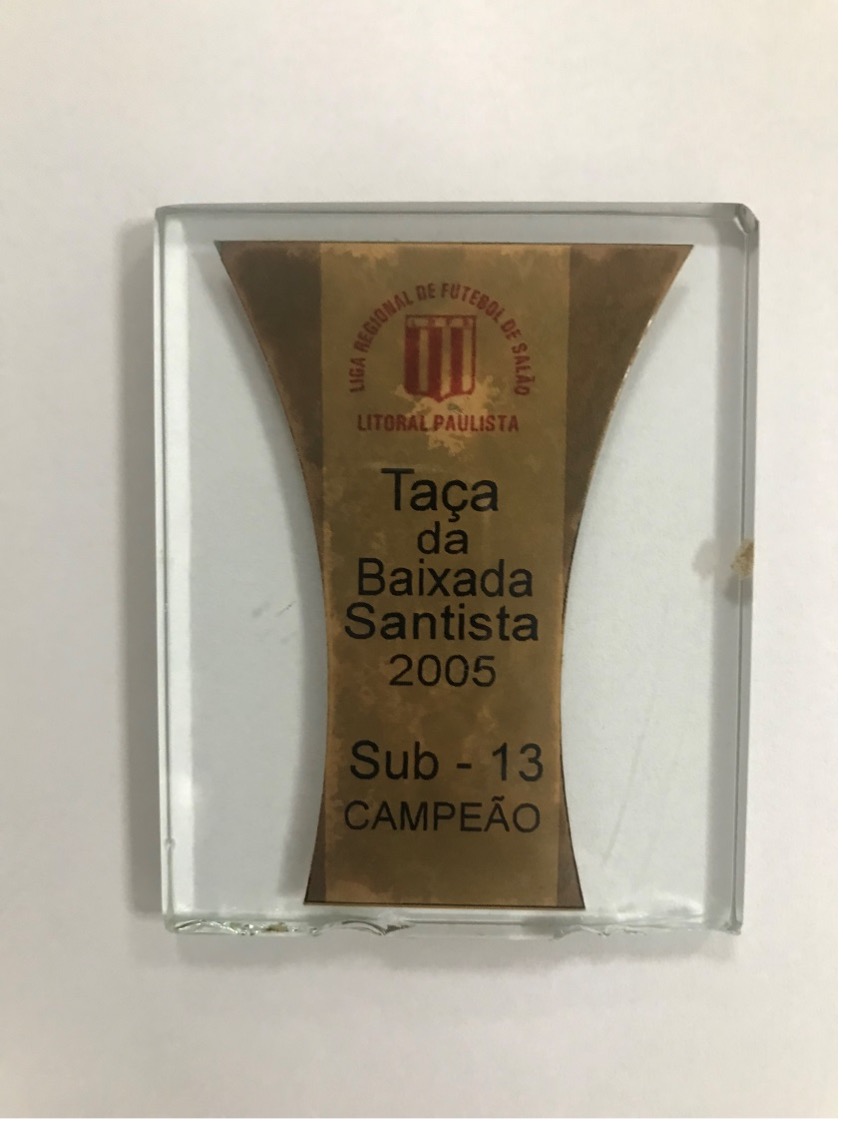 LIGA REGIONAL DE FUTEBOL DE SALÃO
LITORAL PAULISTA
Taça
da
Baixada
Santista
2005
Sub - 13
CAMPEÃO